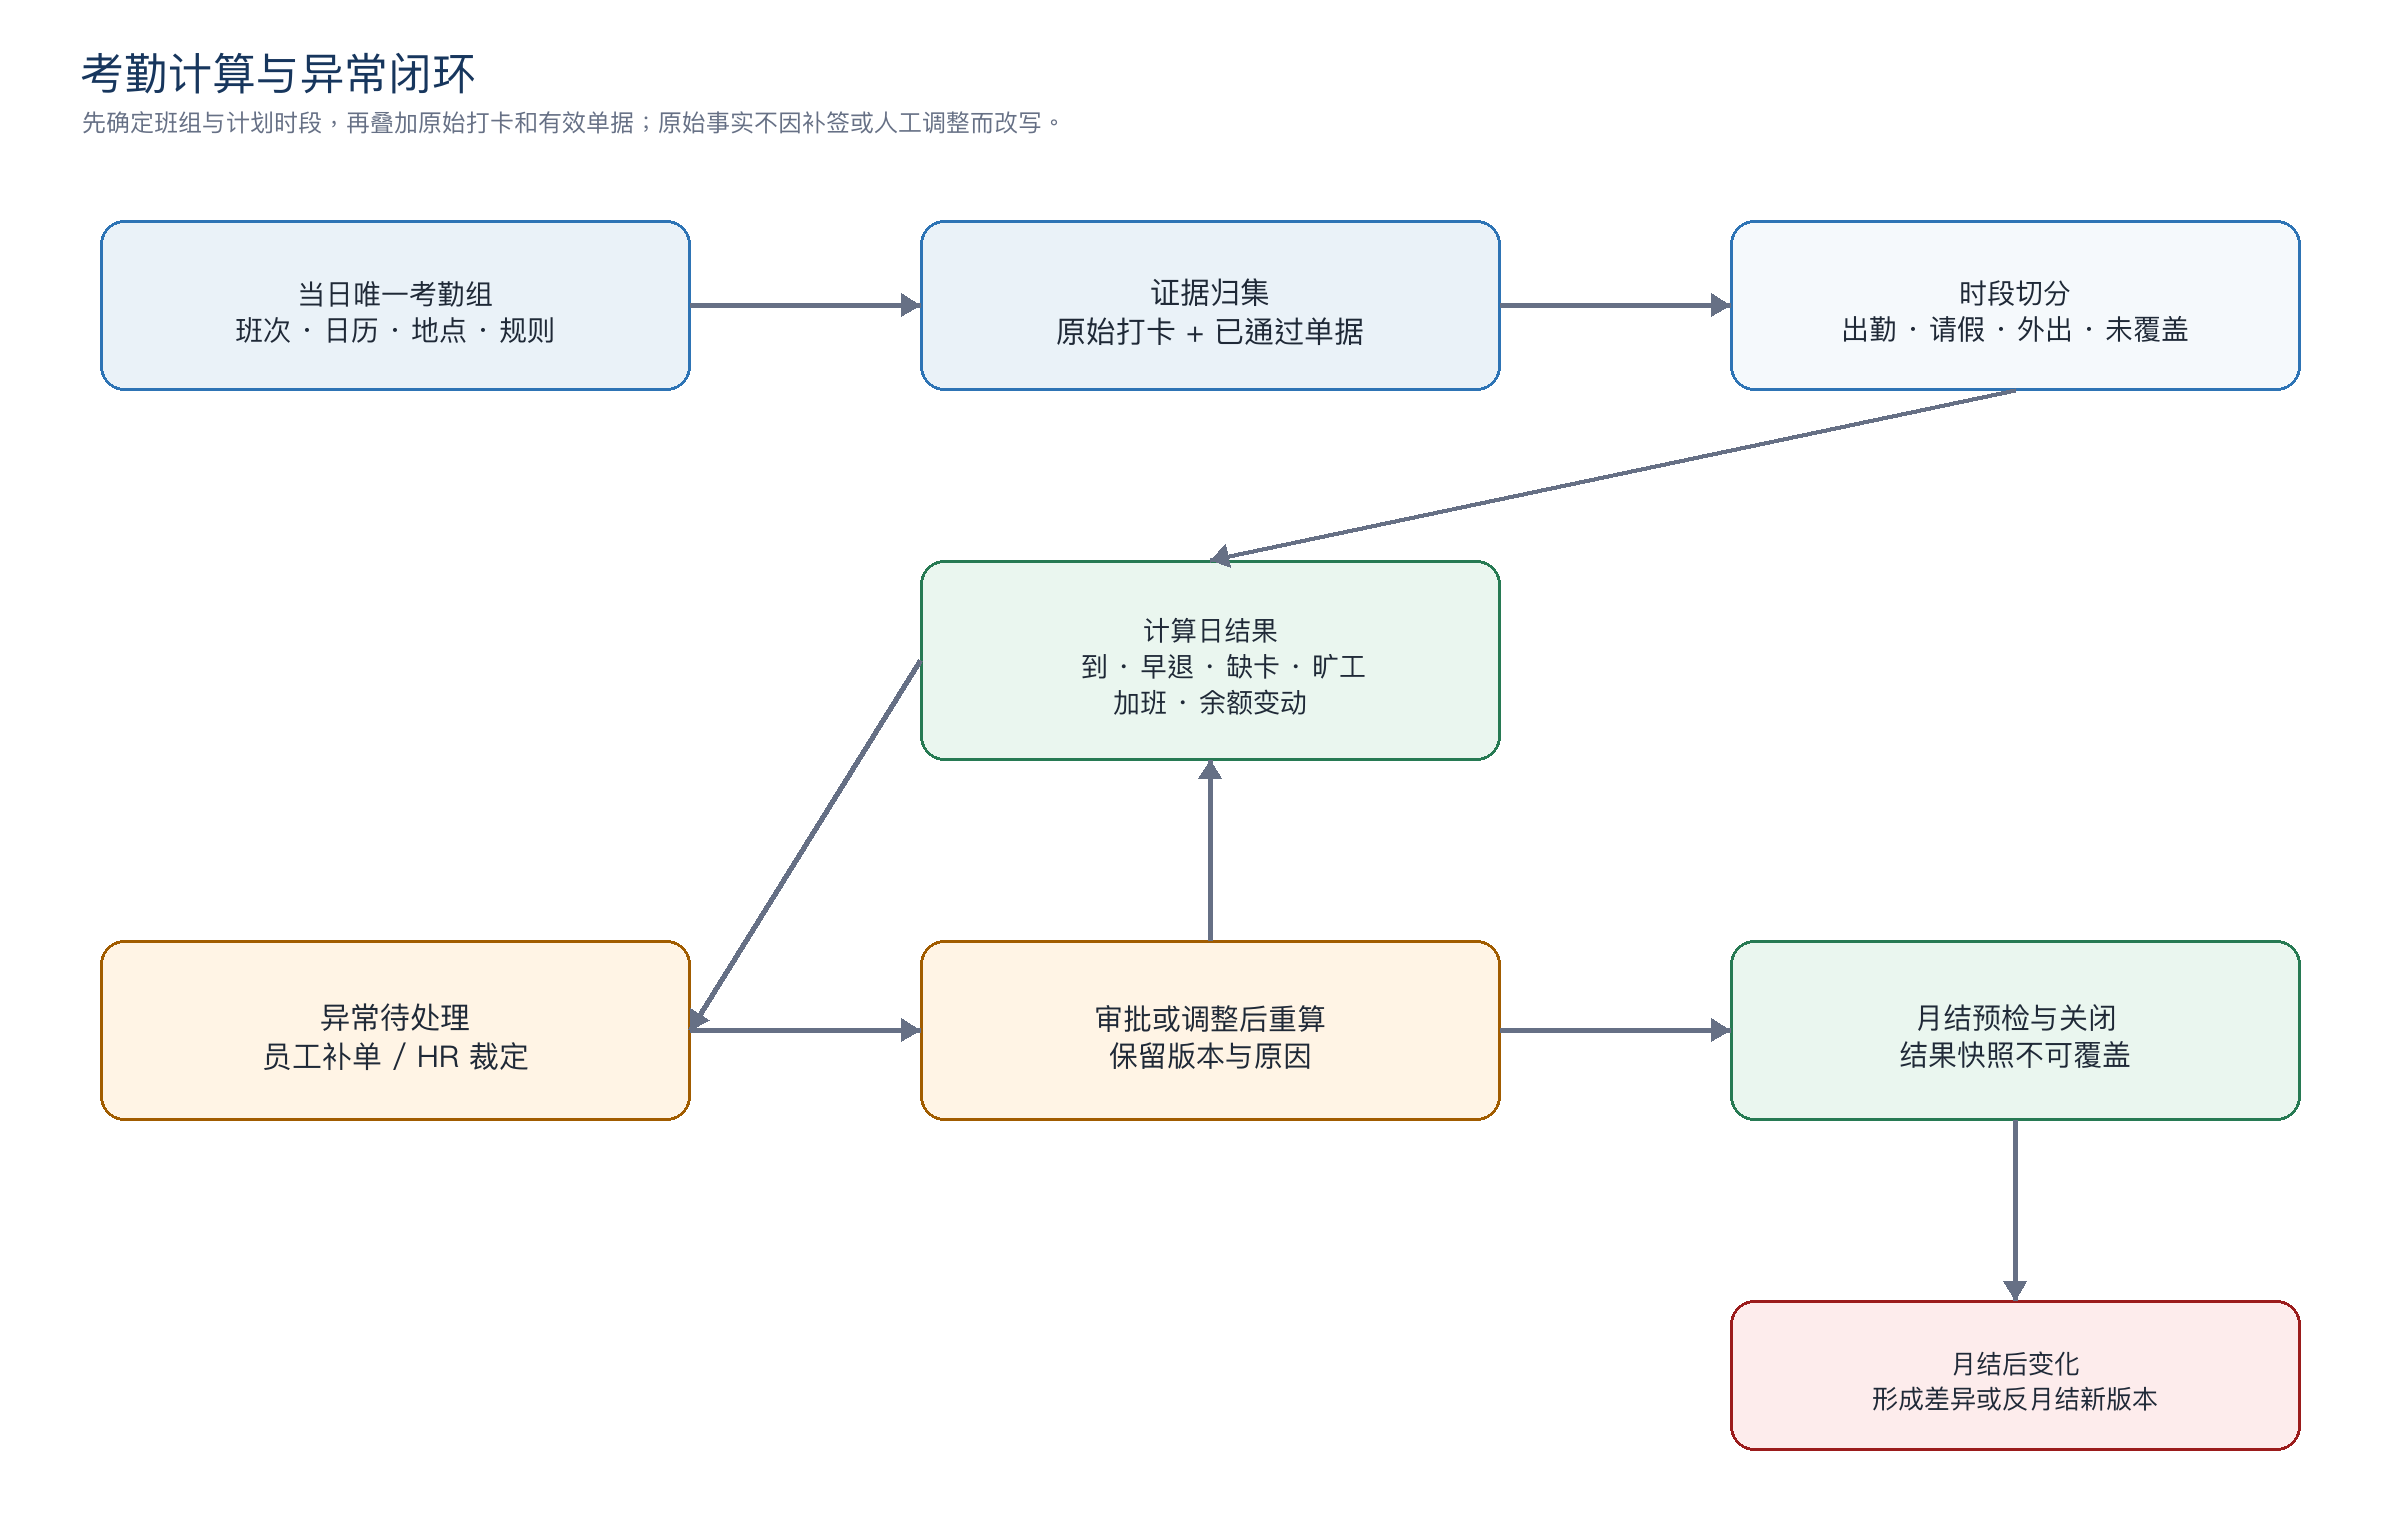 考勤计算与异常闭环
先确定班组与计划时段，再叠加原始打卡和有效单据；原始事实不因补签或人工调整而改写。
当日唯一考勤组
班次 · 日历 · 地点 · 规则
证据归集
原始打卡 + 已通过单据
时段切分
出勤 · 请假 · 外出 · 未覆盖
计算日结果
到 · 早退 · 缺卡 · 旷工
加班 · 余额变动
异常待处理
员工补单 / HR 裁定
审批或调整后重算
保留版本与原因
月结预检与关闭
结果快照不可覆盖
月结后变化
形成差异或反月结新版本